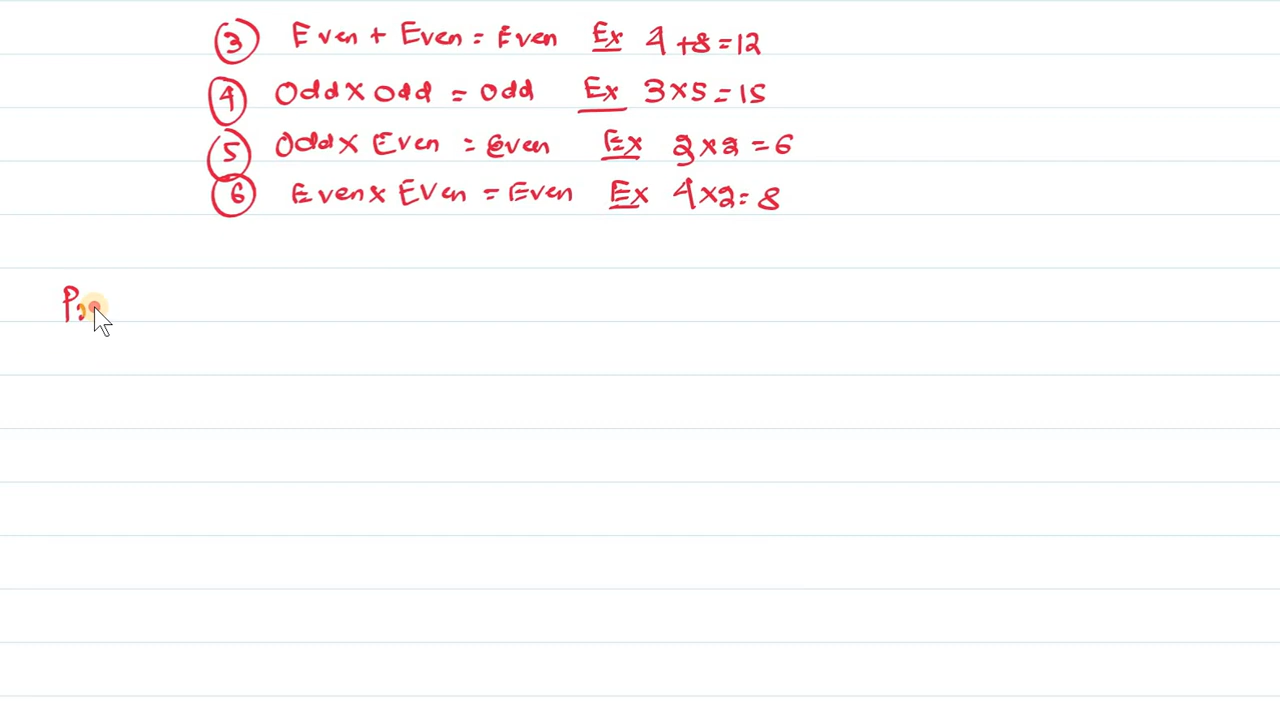 ③ Even + Even = Even Ex 4+8=12
④ Odd x Odd = Odd Ex 3x5=15
⑤ Odd x Even = Even Ex 3x2=6
⑥ Even x Even = Even Ex 4x2=8